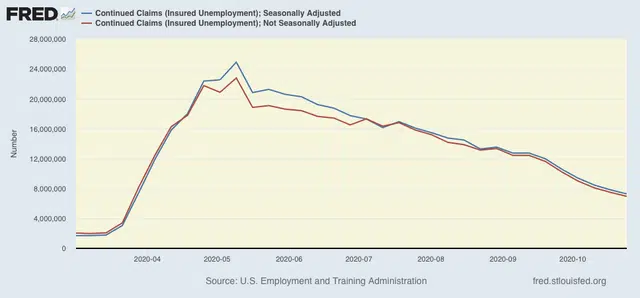 FRED
Continued Claims (Insured Unemployment); Seasonally Adjusted
Continued Claims (Insured Unemployment); Not Seasonally Adjusted
28,000,000
24,000,000
20,000,000
16,000,000
12,000,000
8,000,000
4,000,000
0
Number
2020-04 2020-05 2020-06 2020-07 2020-08 2020-09 2020-10
Source: U.S. Employment and Training Administration fred.stlouisfed.org